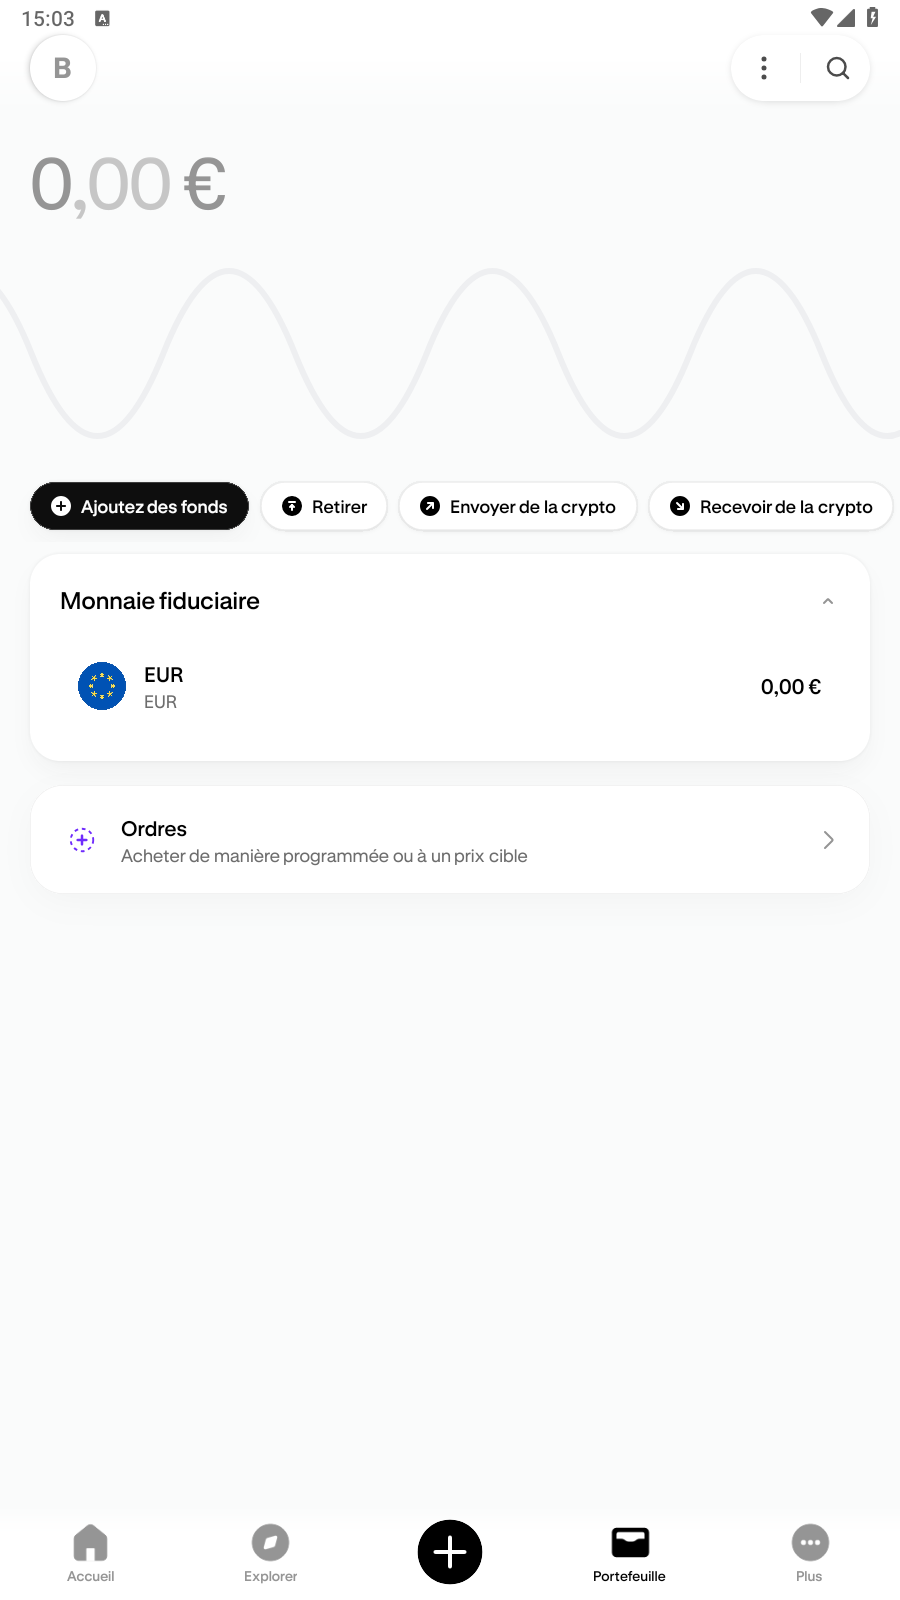 15:03
A
B
0,00 €
Ajoutez des fonds
Retirer
Envoyer de la crypto
Recevoir de la crypto
Monnaie fiduciaire
EUR
EUR
0,00 €
Ordres
Acheter de manière programmée ou à un prix cible
Accueil
Explorer
Portefeuille
Plus